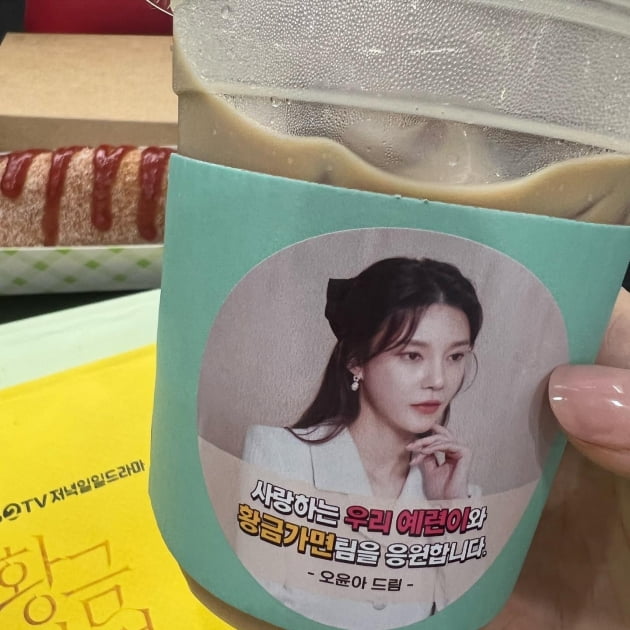 사랑하는 우리 예련이와
황금가면팀을 응원합니다.
- 오윤아 드림 -
TV 저녁일일드라마
황금